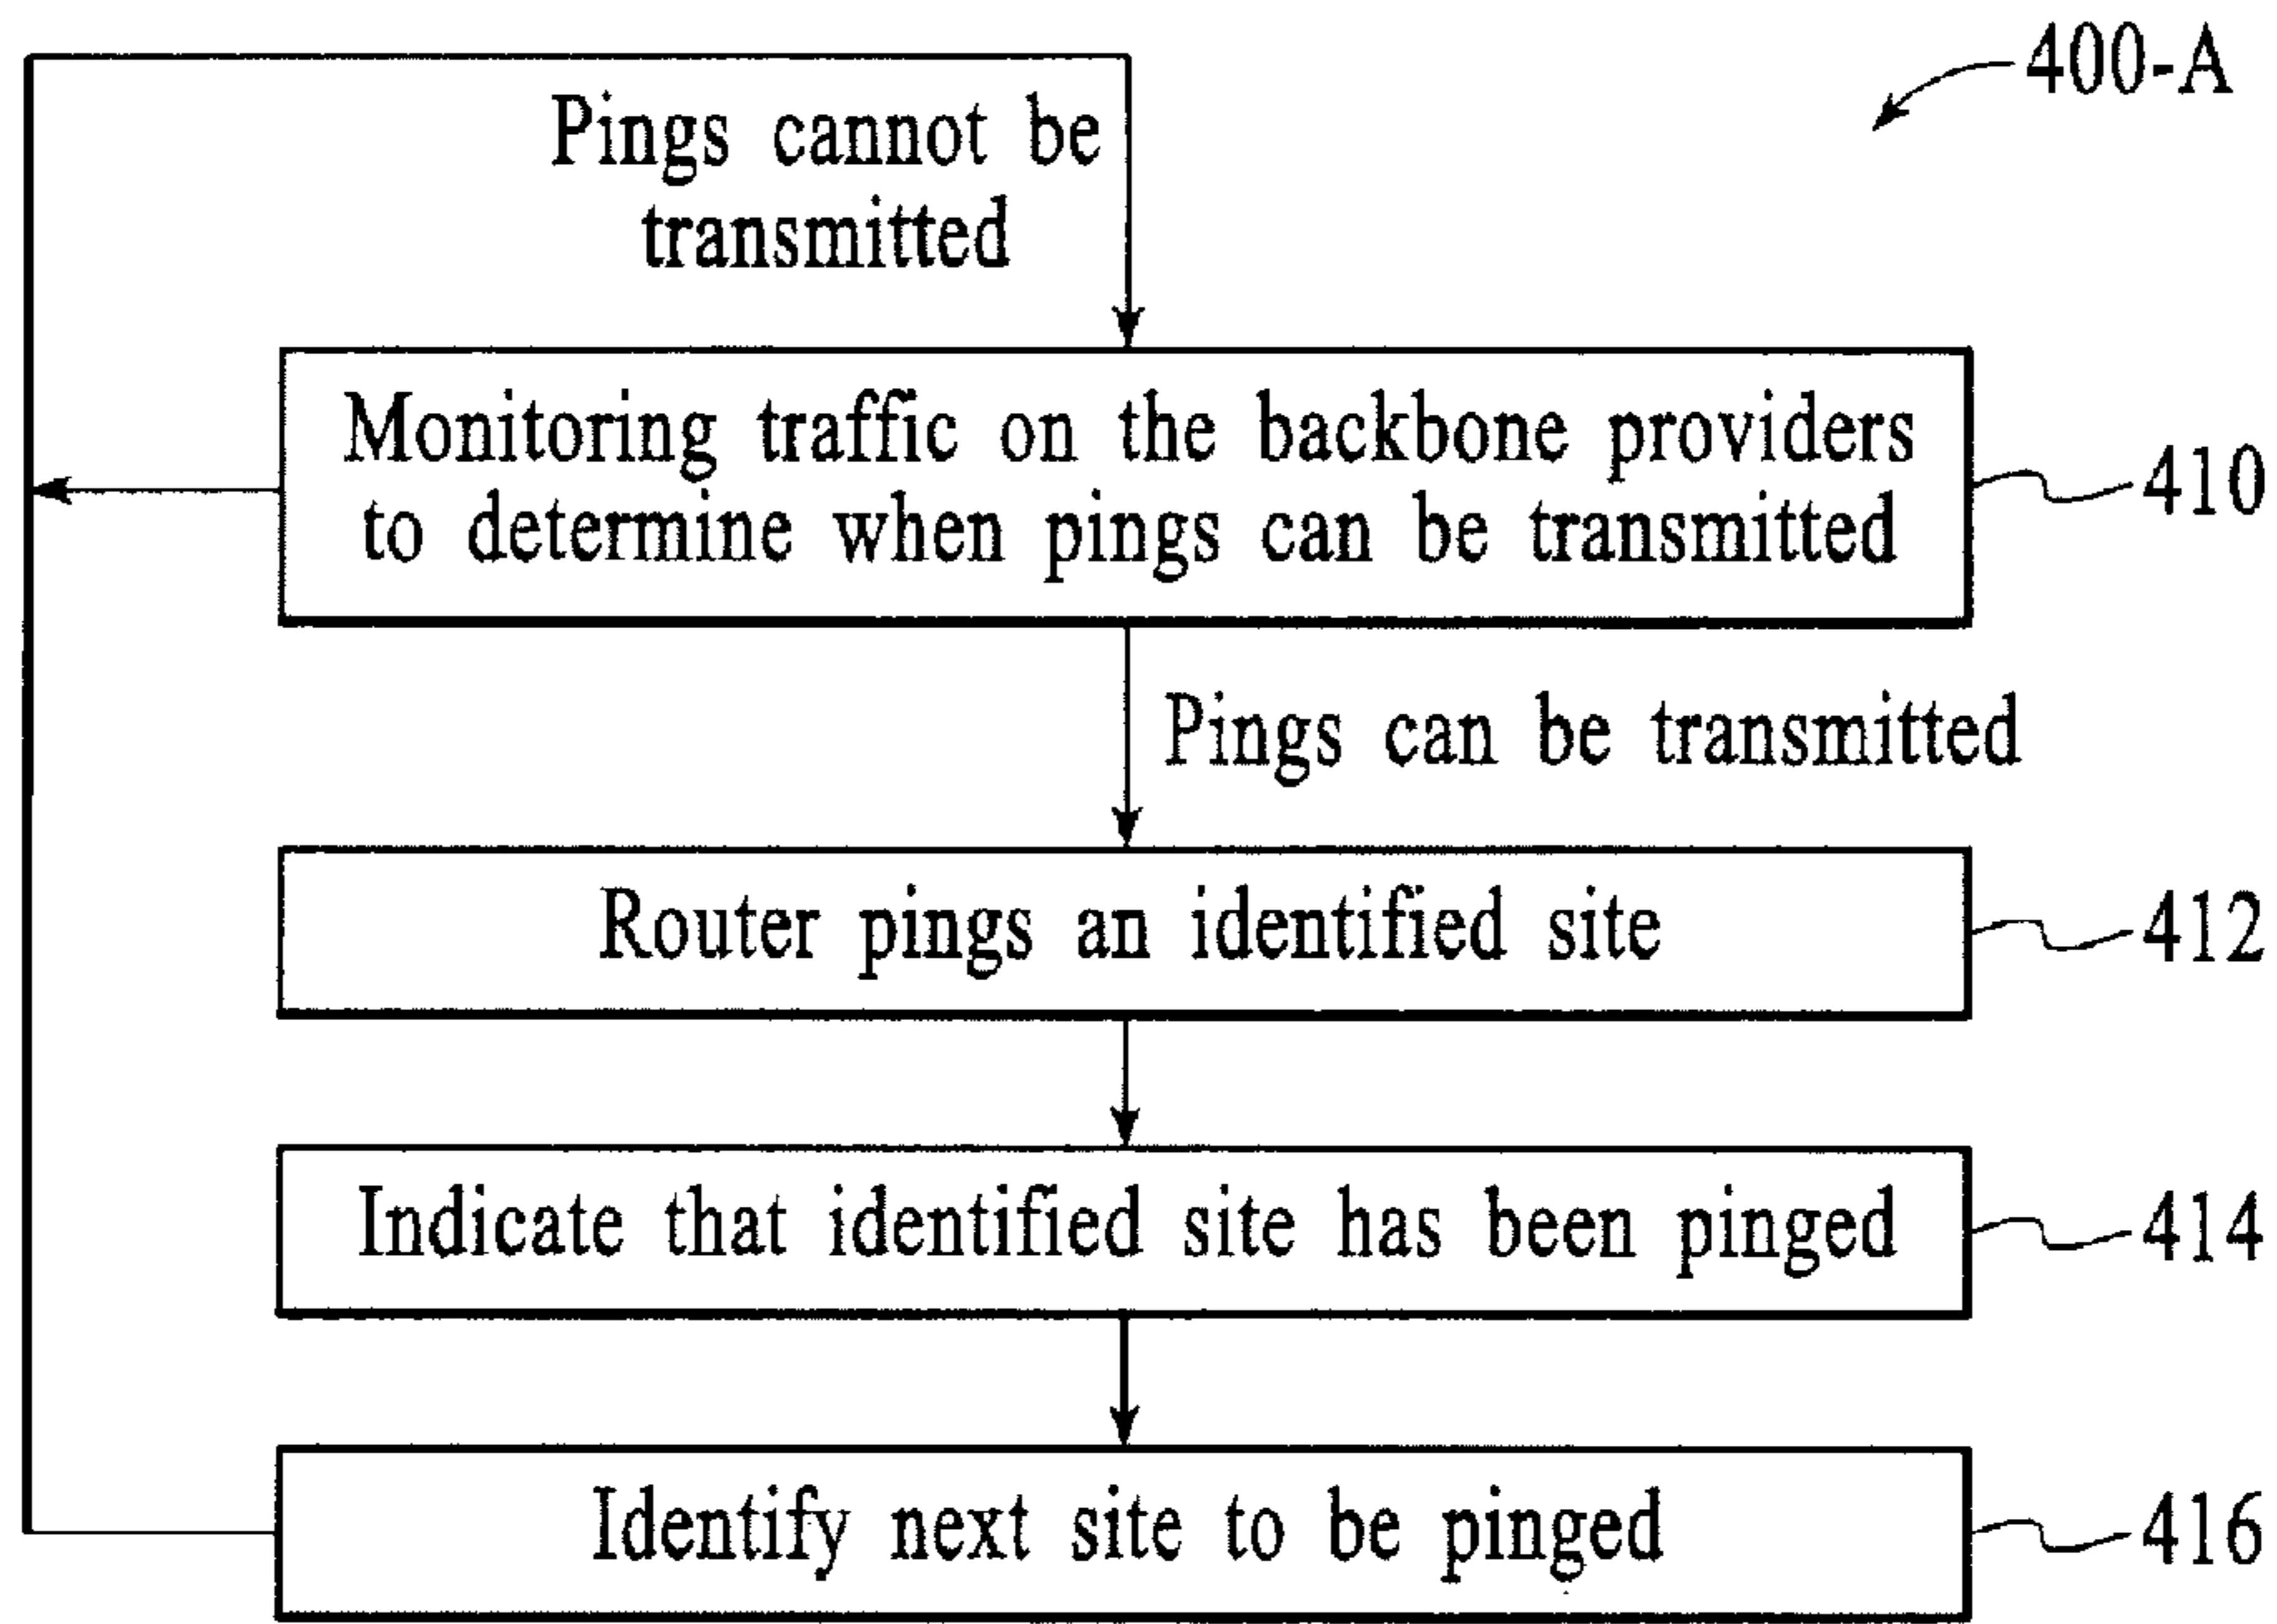 400-A
Pings cannot be
transmitted
Monitoring traffic on the backbone providers
to determine when pings can be transmitted
410
Pings can be transmitted
Router pings an identified site
412
Indicate that identified site has been pinged
414
Identify next site to be pinged
416